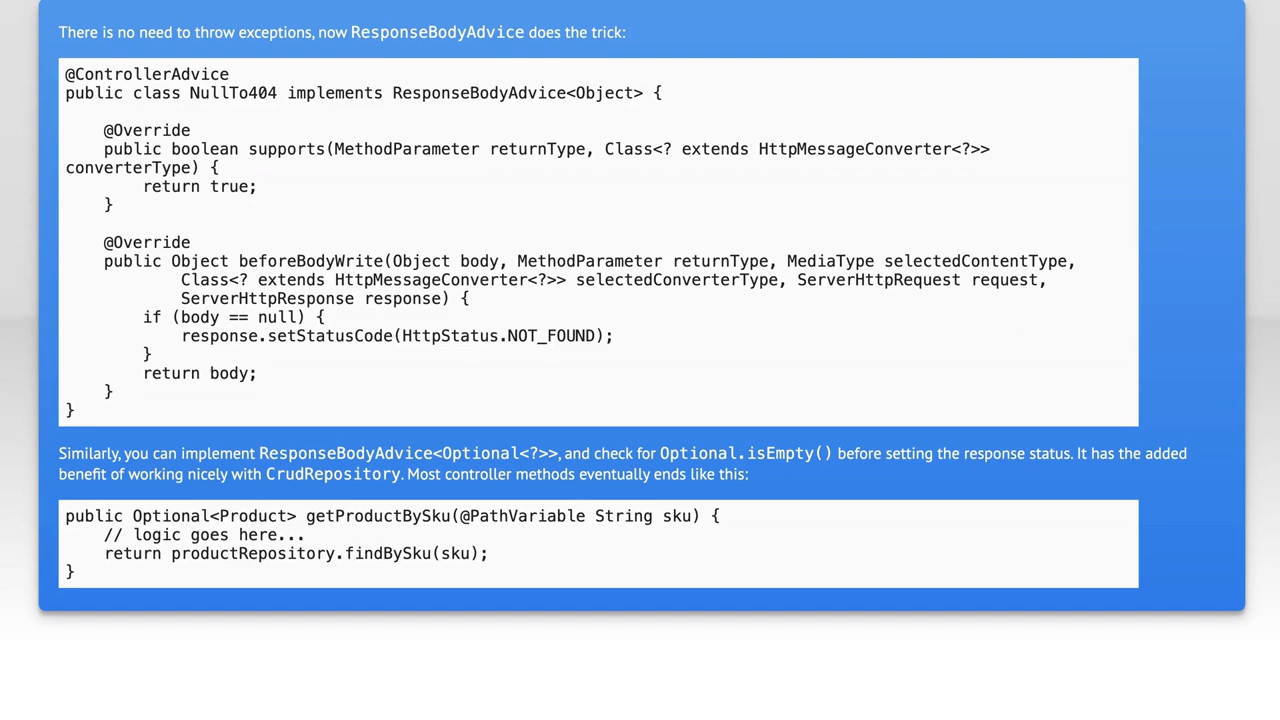 There is no need to throw exceptions, now ResponseBodyAdvice does the trick:
@ControllerAdvice
public class NullTo404 implements ResponseBodyAdvice<Object> {
@Override
public boolean supports(MethodParameter returnType, Class<? extends HttpMessageConverter<?>>
converterType) {
return true;
}
@Override
public Object beforeBodyWrite(Object body, MethodParameter returnType, MediaType selectedContentType,
Class<? extends HttpMessageConverter<?>> selectedConverterType, ServerHttpRequest request,
ServerHttpResponse response) {
if (body == null) {
response.setStatusCode(HttpStatus.NOT_FOUND);
}
return body;
}
}
Similarly, you can implement ResponseBodyAdvice<Optional<?>>, and check for Optional.isEmpty() before setting the response status. It has the added
benefit of working nicely with CrudRepository. Most controller methods eventually ends like this:
public Optional<Product> getProductBySku(@PathVariable String sku) {
// logic goes here...
return productRepository.findBySku(sku);
}